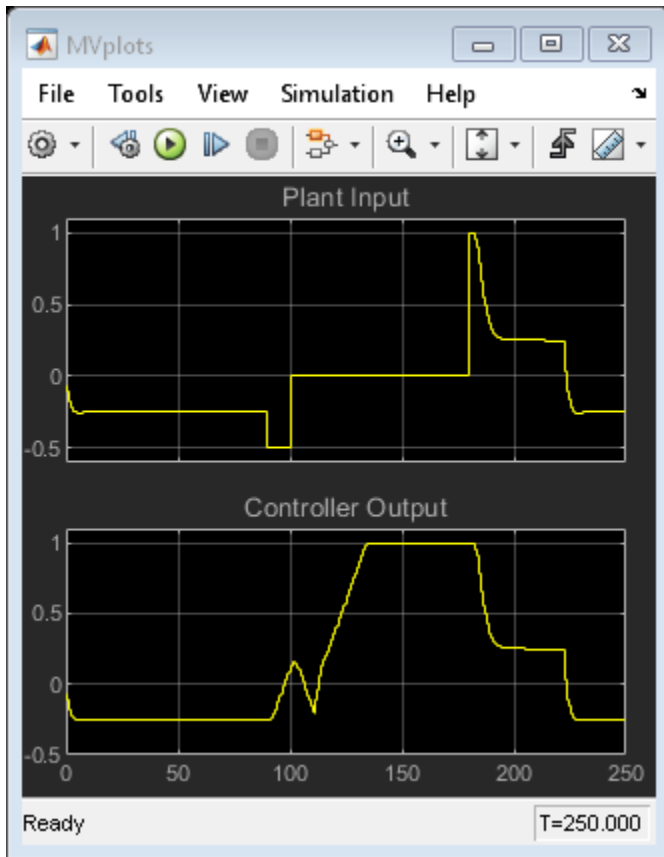 MVplots
File Tools View Simulation Help
Plant Input
1
0.5
0
-0.5
Controller Output
1
0.5
0
-0.5
0 50 100 150 200 250
Ready T=250.000